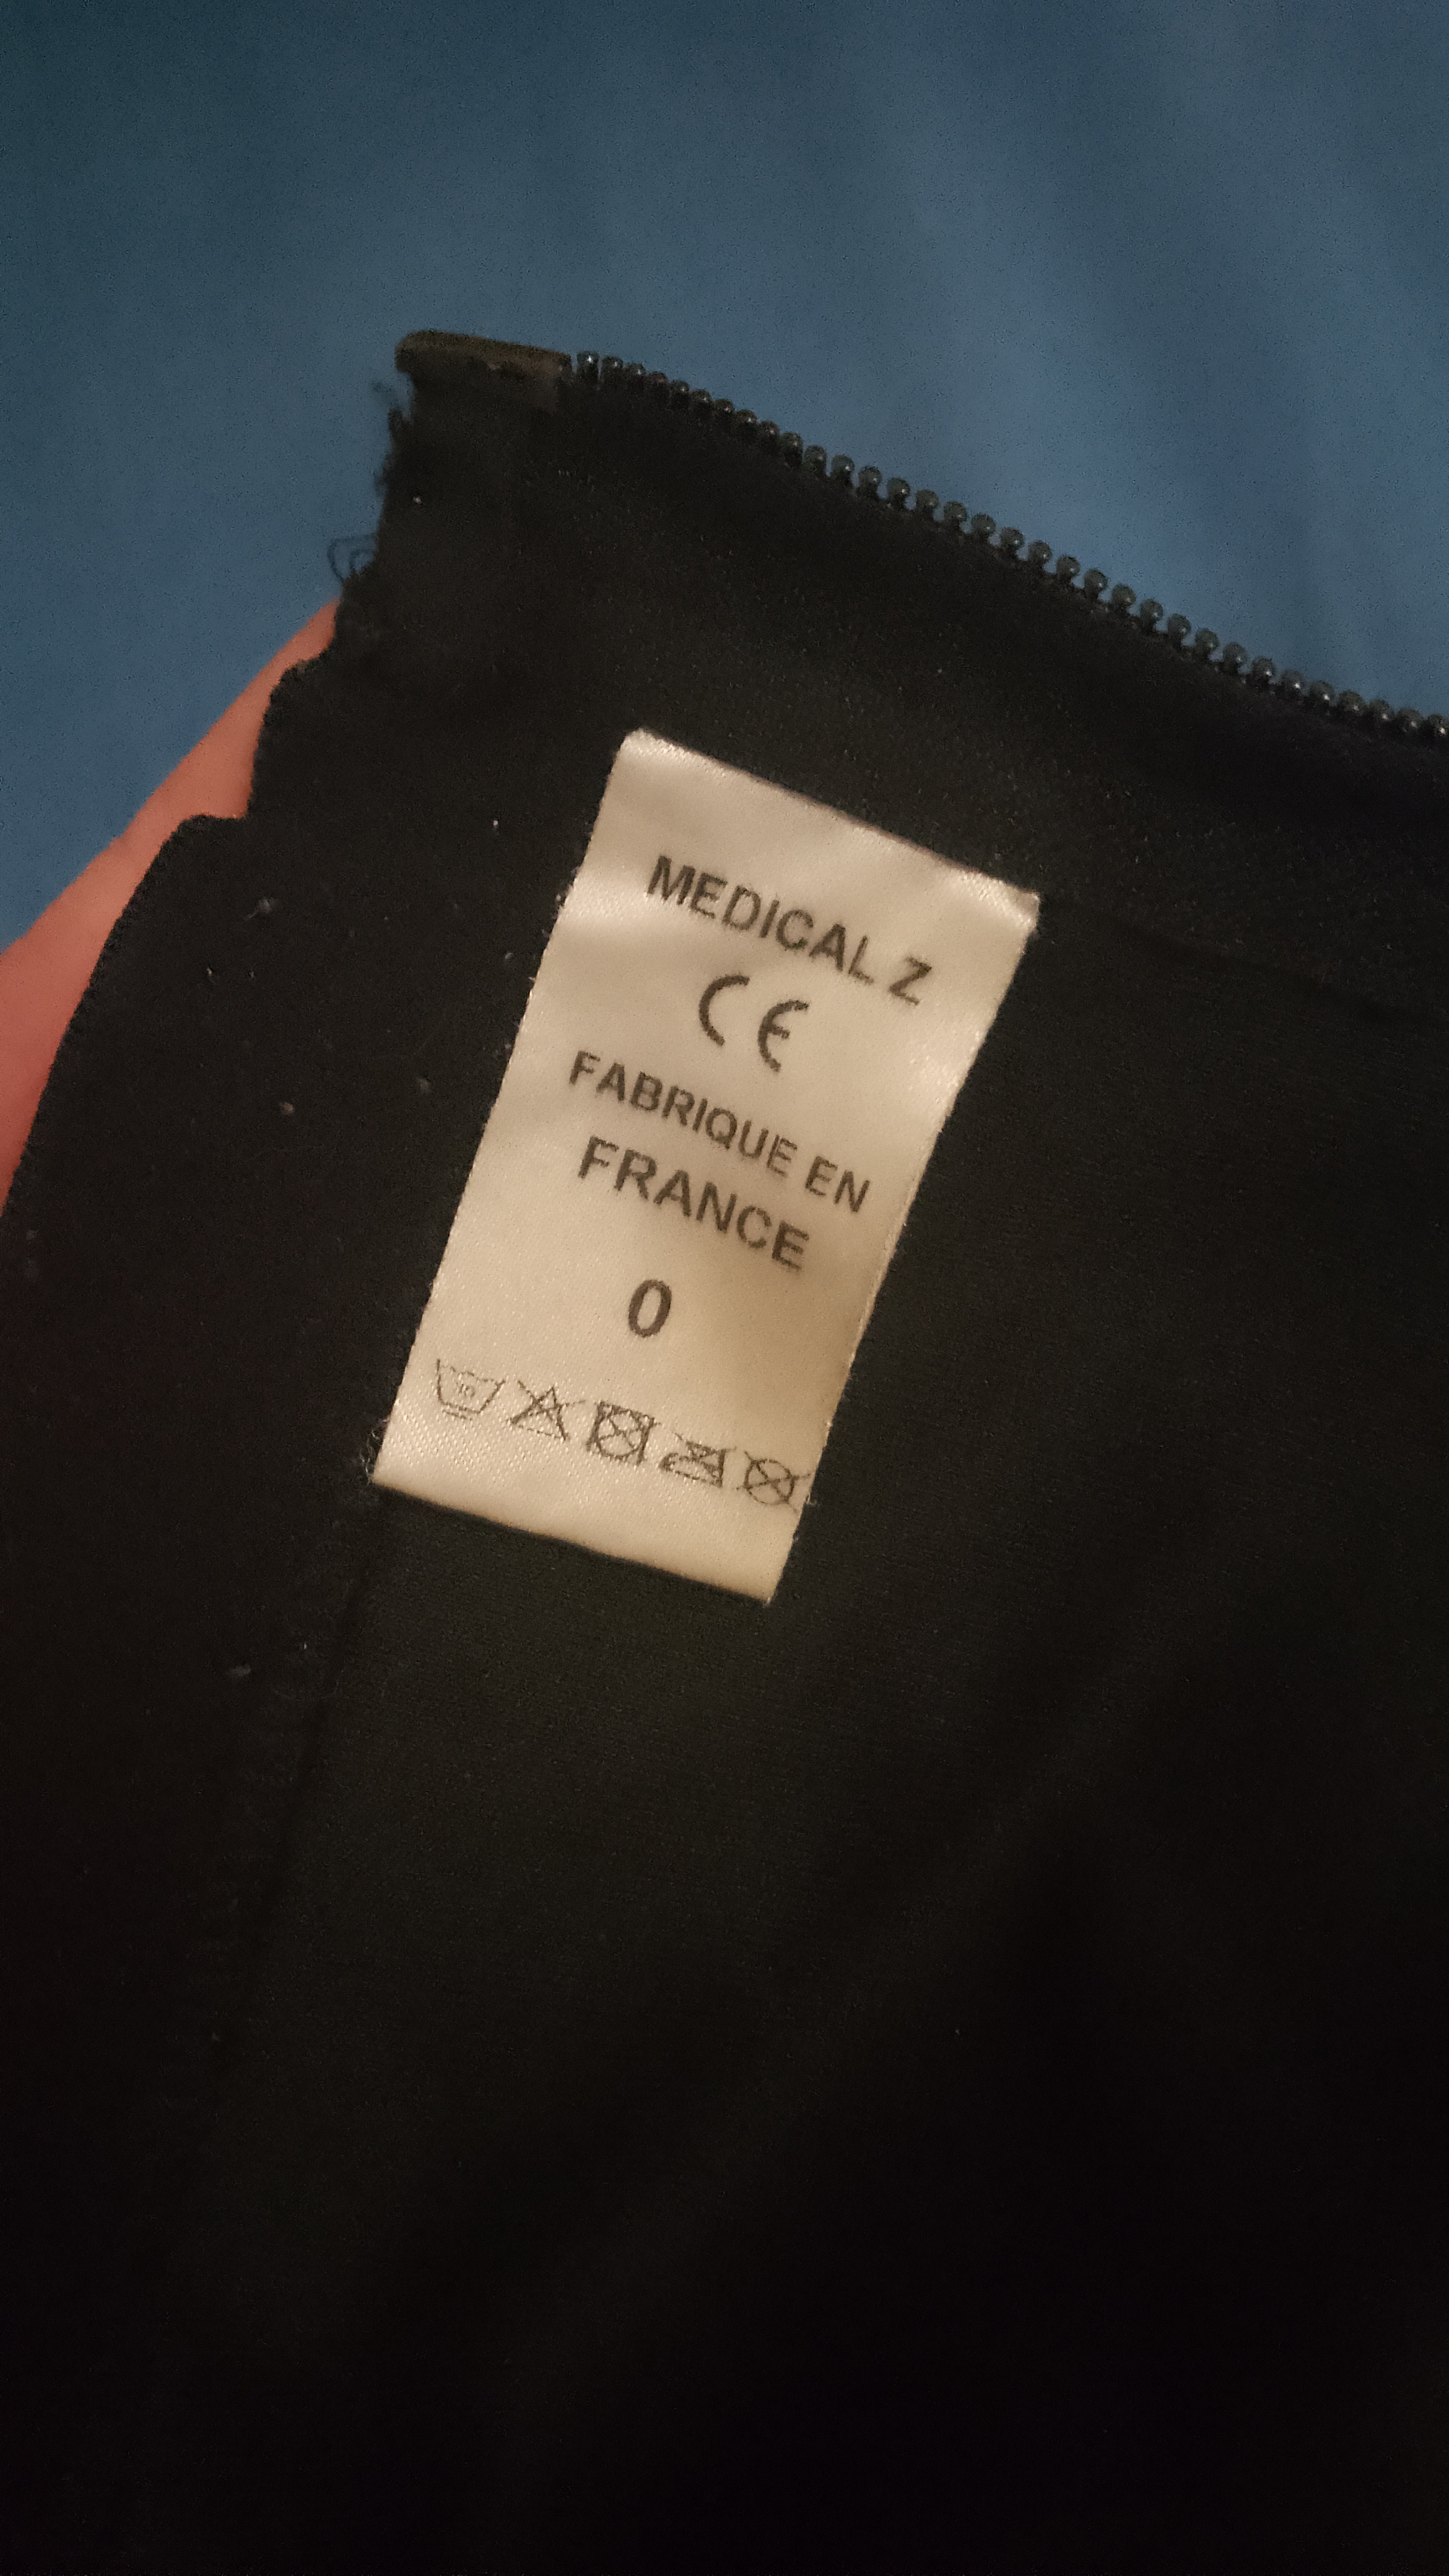 MEDICAL Z
CE
FABRIQUE EN
FRANCE
0